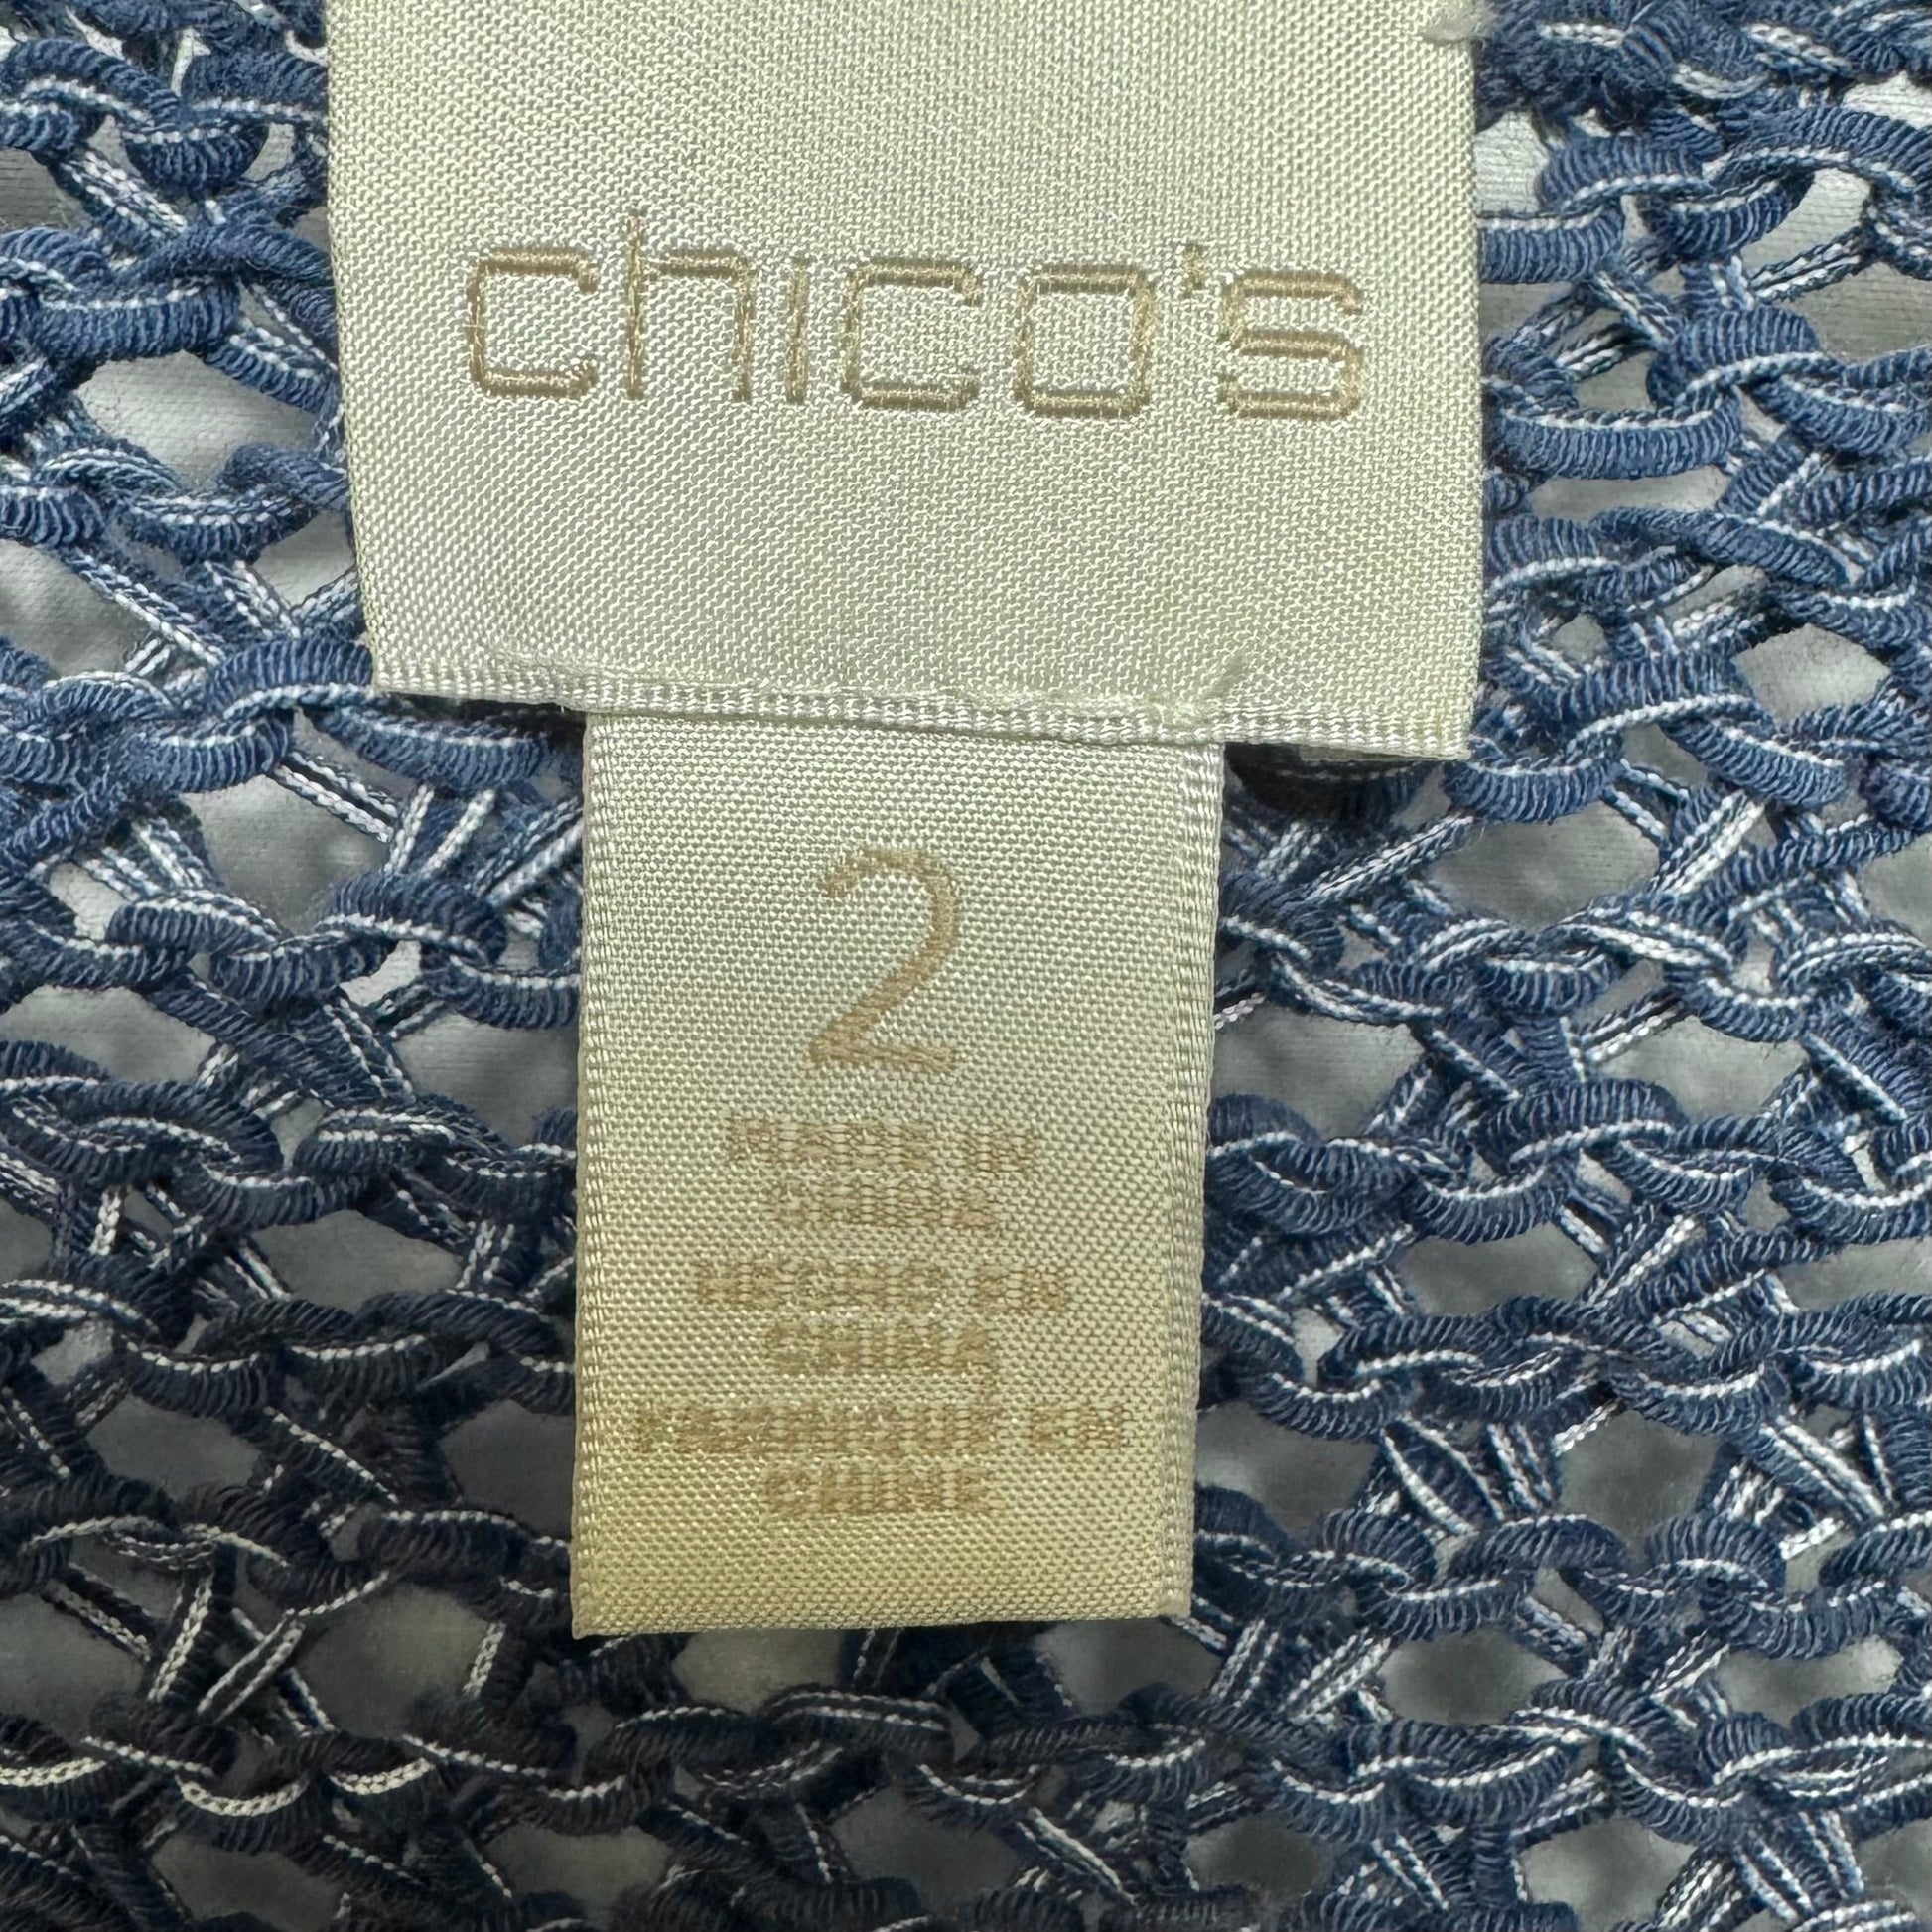 chico's
2
MADE IN
CHINA
HECHO EN
CHINA
FABRIQUÉ EN
CHINE